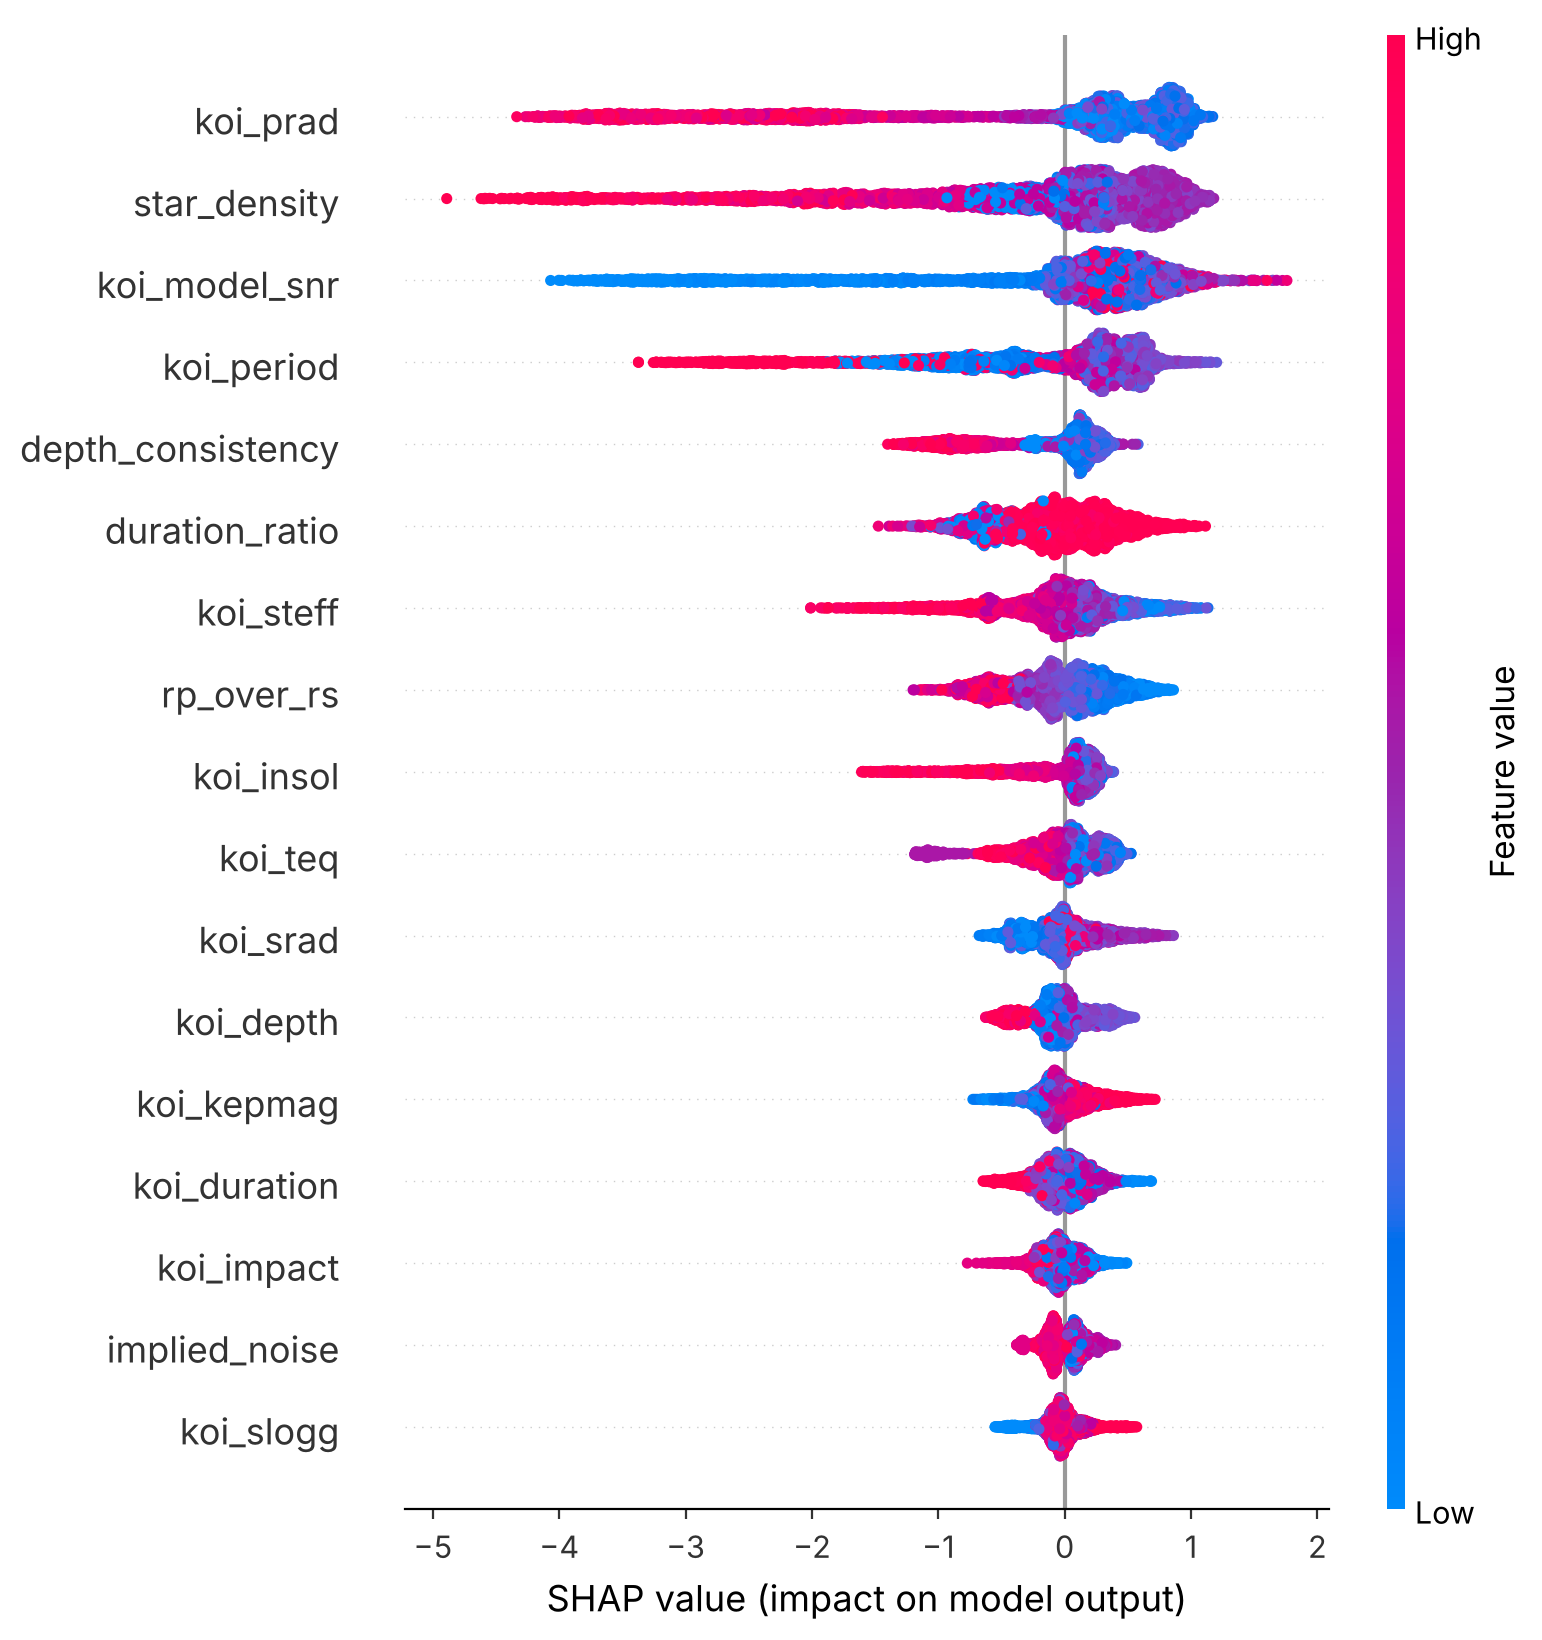 High
koi_prad
star_density
koi_model_snr
koi_period
depth_consistency
duration_ratio
koi_steff
rp_over_rs
koi_insol
koi_teq
koi_srad
koi_depth
koi_kepmag
koi_duration
koi_impact
implied_noise
koi_slogg
Feature value
Low
−5 −4 −3 −2 −1 0 1 2
SHAP value (impact on model output)